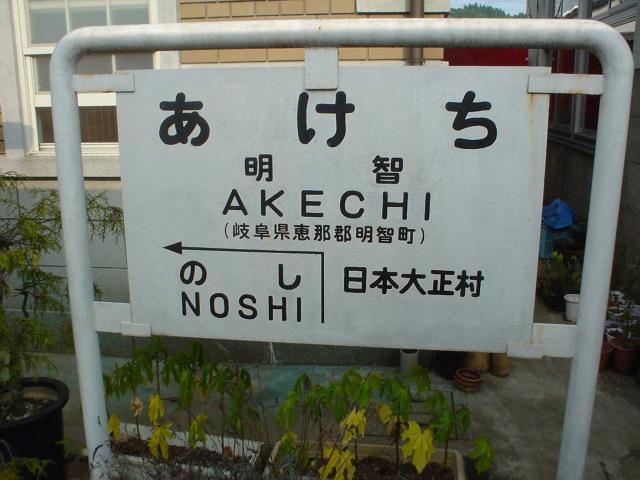 あけち
明智
AKECHI
(岐阜県恵那郡明智町)
のし
NOSHI
日本大正村